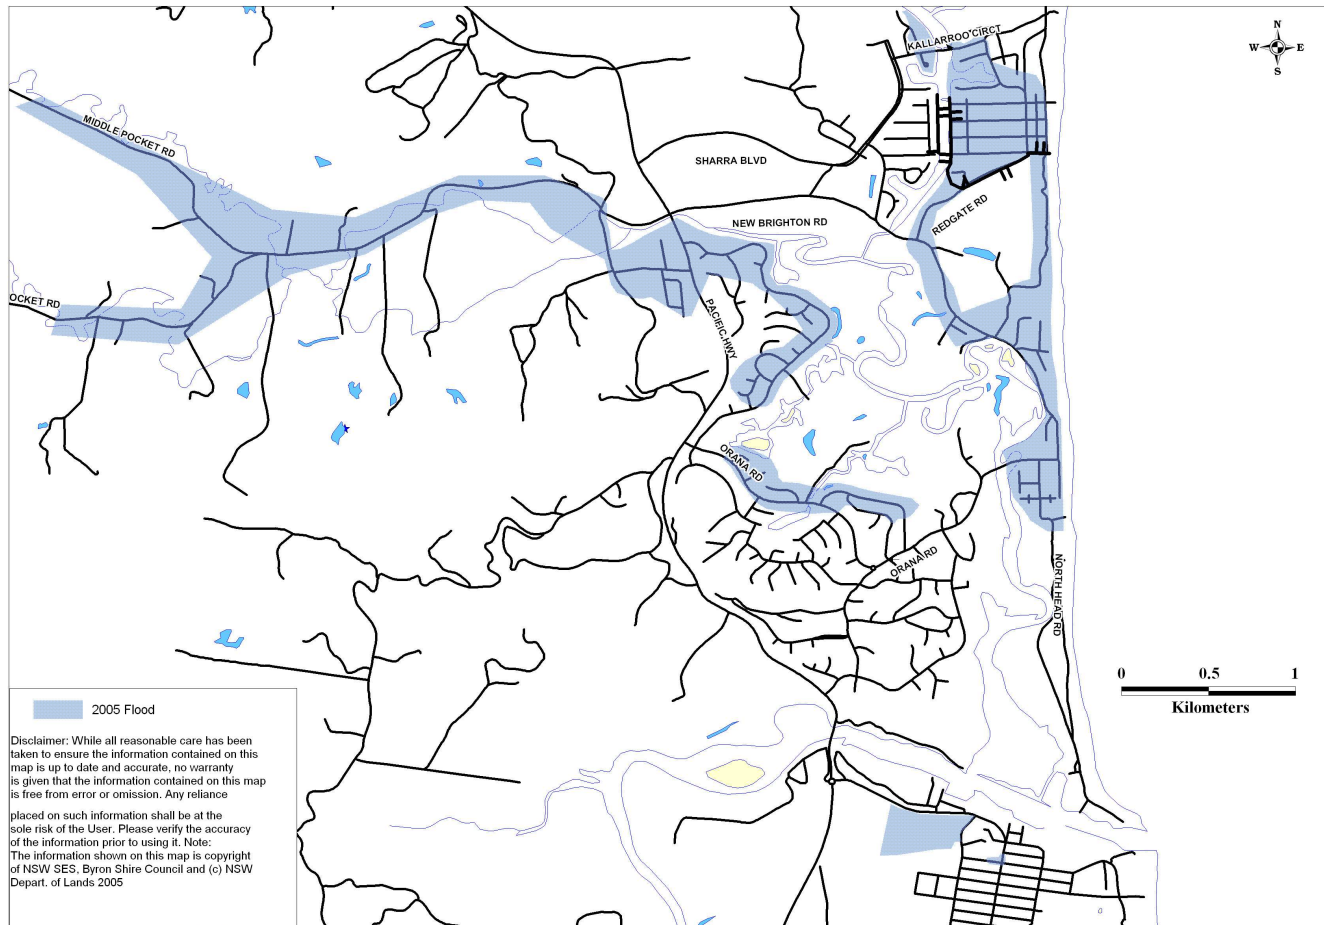 KALLARROO CIRCT
N
W E
S
MIDDLE POCKET RD
SHARRA BLVD
NEW BRIGHTON RD
REDGATE RD
OCKET RD
PACIFIC HWY
ORANA RD
ORANA RD
NORTH HEAD RD
0 0.5 1
Kilometers
2005 Flood
Disclaimer: While all reasonable care has been
taken to ensure the information contained on this
map is up to date and accurate, no warranty
is given that the information contained on this map
is free from error or omission. Any reliance
placed on such information shall be at the
sole risk of the User. Please verify the accuracy
of the information prior to using it. Note:
The information shown on this map is copyright
of NSW SES, Byron Shire Council and (c) NSW
Depart. of Lands 2005